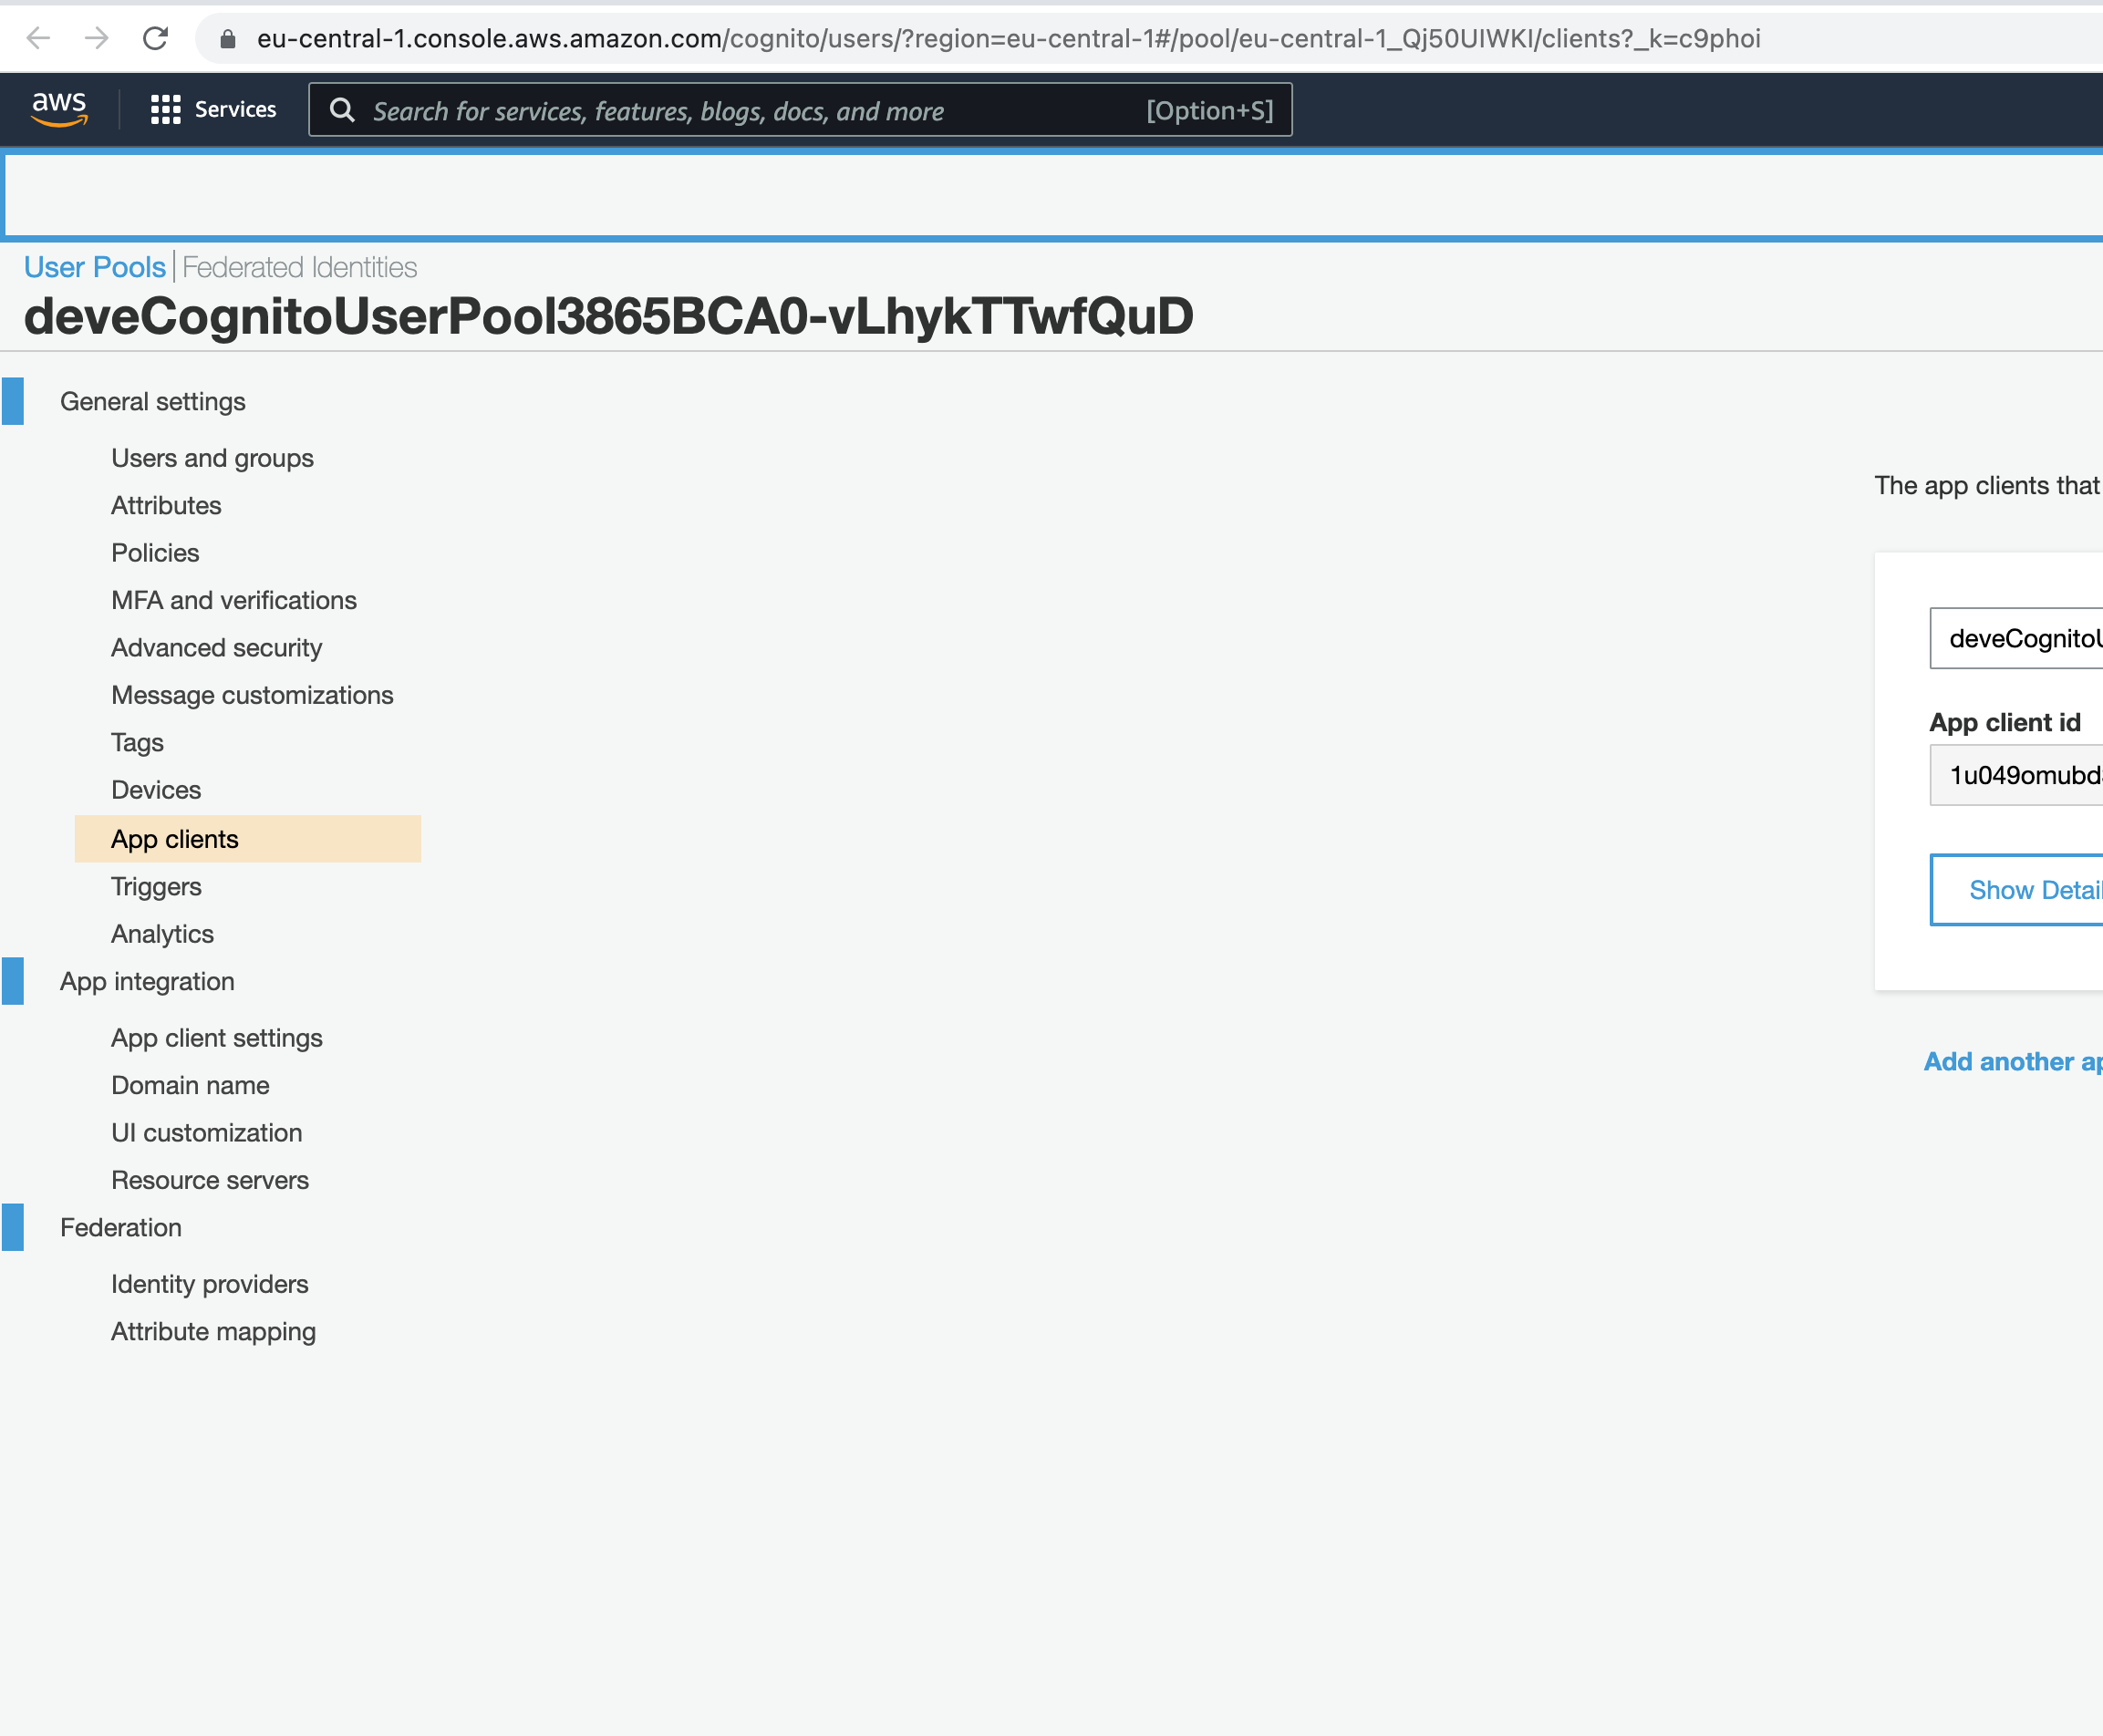 eu-central-1.console.aws.amazon.com/cognito/users/?region=eu-central-1#/pool/eu-central-1_Qj50UIWKI/clients?_k=c9phoi
aws
Services
Search for services, features, blogs, docs, and more
[Option+S]
User Pools
Federated Identities
deveCognitoUserPool3865BCA0-vLhykTTwfQuD
General settings
Users and groups
Attributes
Policies
MFA and verifications
Advanced security
Message customizations
Tags
Devices
App clients
Triggers
Analytics
App integration
App client settings
Domain name
UI customization
Resource servers
Federation
Identity providers
Attribute mapping
The app clients that
deveCognitoU
App client id
1u049omubd
Show Detail
Add another ap